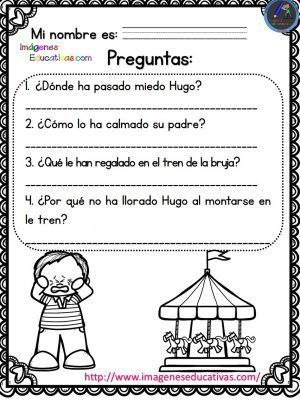 Mi nombre es:
Imágenes
Educativas.com
Preguntas:
1. ¿Dónde ha pasado miedo Hugo?
2. ¿Cómo lo ha calmado su padre?
3. ¿Qué le han regalado en el tren de la bruja?
4. ¿Por qué no ha llorado Hugo al montarse en
le tren?
http://www.imageneseducativas.com/